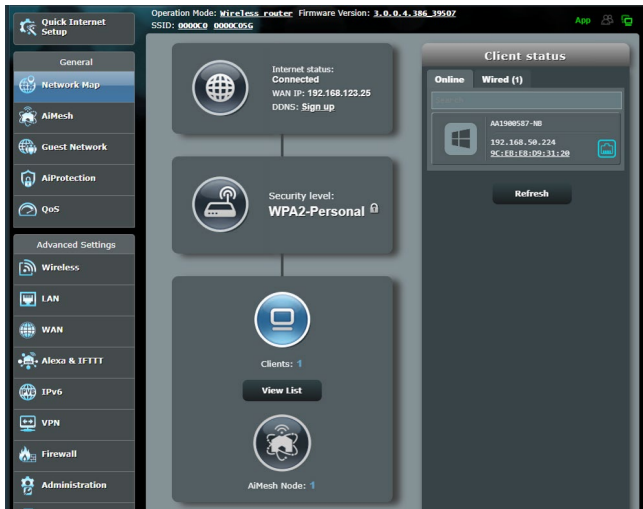 Quick Internet
Setup
General
Network Map
AiMesh
Guest Network
AiProtection
QoS
Advanced Settings
Wireless
LAN
WAN
Alexa & IFTTT
IPv6
VPN
Firewall
Administration
Operation Mode: Wireless router Firmware Version: 3.0.0.4.386_39507
SSID: 0000C0 0000C05G
App
Internet status:
Connected
WAN IP: 192.168.123.25
DDNS: Sign up
Security level:
WPA2-Personal
Clients: 1
View List
AiMesh Node: 1
Client status
Online Wired (1)
AA1900587-NB
192.168.50.224
9C:EB:E8:D9:31:20
Refresh